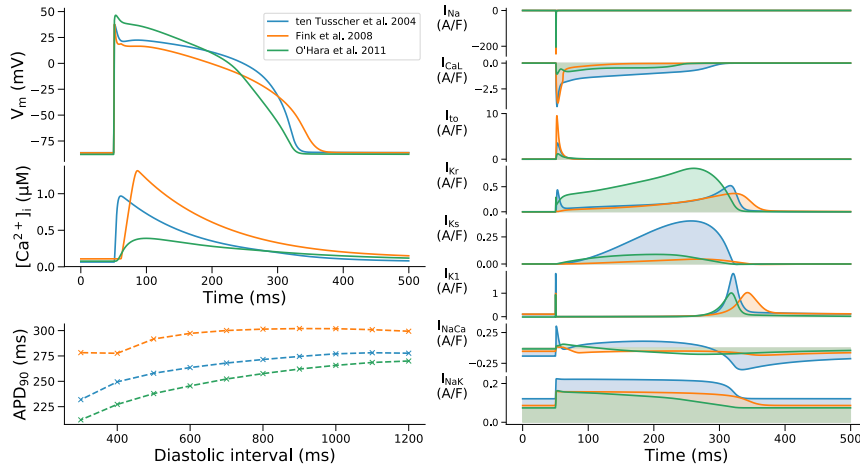 50
25
0
−25
−50
−75
V_m (mV)
ten Tusscher et al. 2004
Fink et al. 2008
O'Hara et al. 2011
1.0
0.5
0.0
[Ca²⁺]_i (μM)
0 100 200 300 400 500
Time (ms)
300
275
250
225
APD₉₀ (ms)
400 600 800 1000 1200
Diastolic interval (ms)
I_Na (A/F)
0
−200
I_CaL (A/F)
0.0
−2.5
I_to (A/F)
10
0
I_Kr (A/F)
0.5
0.0
I_Ks (A/F)
0.25
0.00
I_K1 (A/F)
1
0
I_NaCa (A/F)
0.25
−0.25
I_NaK (A/F)
0.2
0.0
0 100 200 300 400 500
Time (ms)